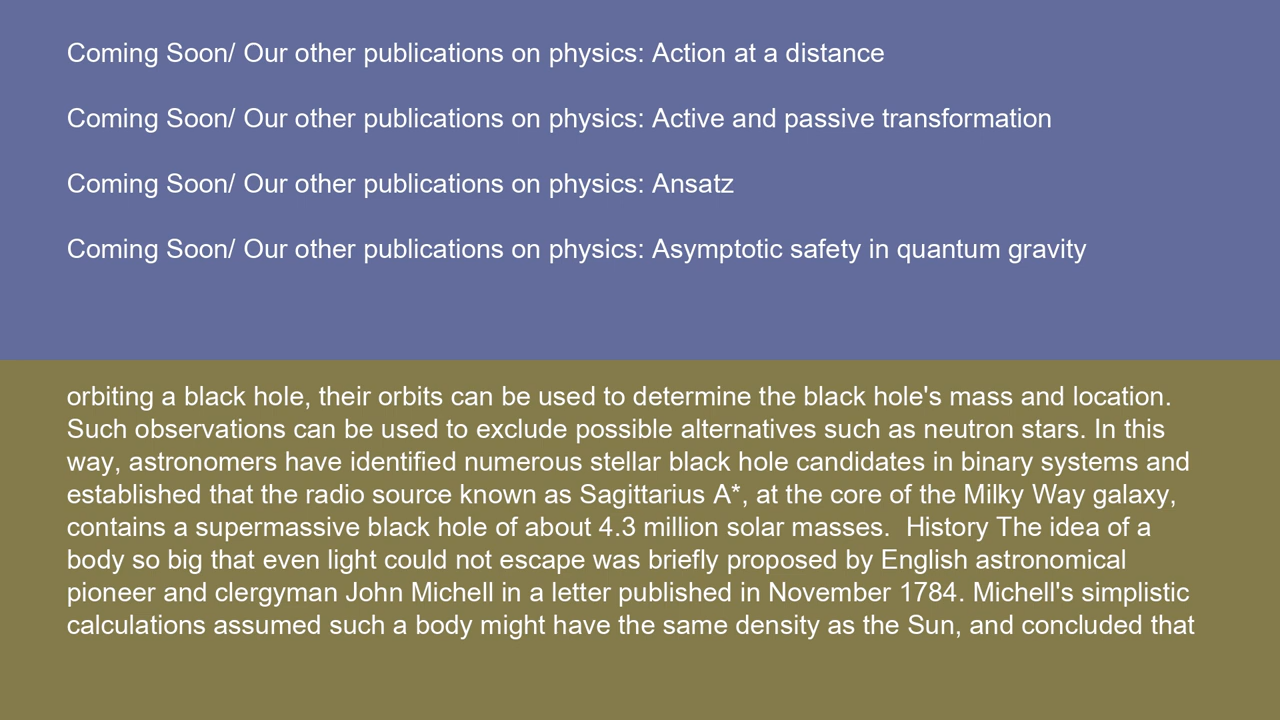 Coming Soon/ Our other publications on physics: Action at a distance
Coming Soon/ Our other publications on physics: Active and passive transformation
Coming Soon/ Our other publications on physics: Ansatz
Coming Soon/ Our other publications on physics: Asymptotic safety in quantum gravity
orbiting a black hole, their orbits can be used to determine the black hole's mass and location.
Such observations can be used to exclude possible alternatives such as neutron stars. In this
way, astronomers have identified numerous stellar black hole candidates in binary systems and
established that the radio source known as Sagittarius A*, at the core of the Milky Way galaxy,
contains a supermassive black hole of about 4.3 million solar masses.  History The idea of a
body so big that even light could not escape was briefly proposed by English astronomical
pioneer and clergyman John Michell in a letter published in November 1784. Michell's simplistic
calculations assumed such a body might have the same density as the Sun, and concluded that